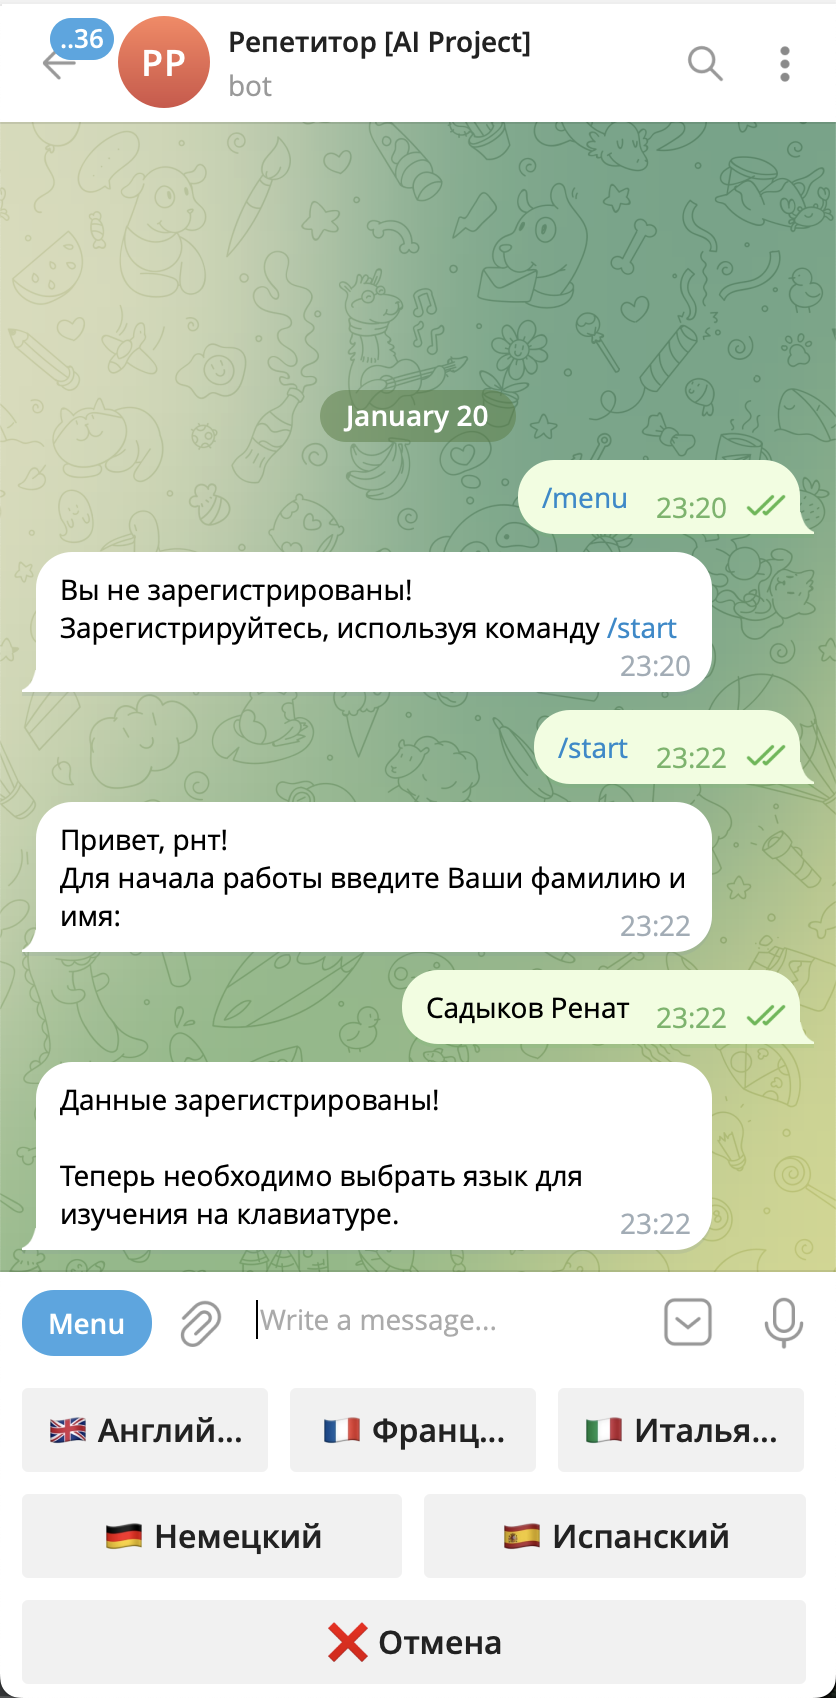 ..36
PP
Репетитор [AI Project]
bot
January 20
/menu 23:20
Вы не зарегистрированы!
Зарегистрируйтесь, используя команду /start
23:20
/start 23:22
Привет, рнт!
Для начала работы введите Ваши фамилию и
имя:
23:22
Садыков Ренат 23:22
Данные зарегистрированы!
Теперь необходимо выбрать язык для
изучения на клавиатуре.
23:22
Menu
Write a message...
Англий... Франц... Италья...
Немецкий Испанский
Отмена